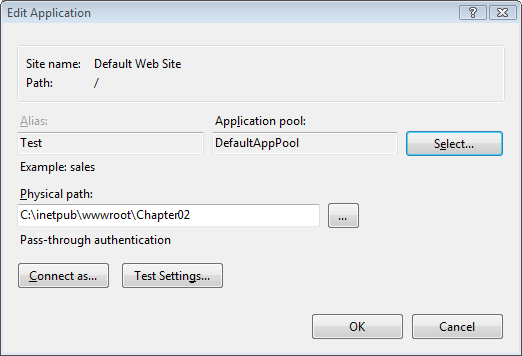 Edit Application
Site name: Default Web Site
Path: /
Alias: Application pool:
Test DefaultAppPool Select...
Example: sales
Physical path:
C:\inetpub\wwwroot\Chapter02 ...
Pass-through authentication
Connect as... Test Settings...
OK Cancel